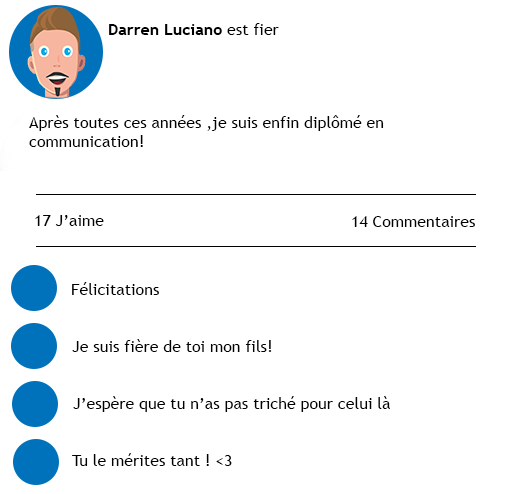 Darren Luciano est fier
Après toutes ces années ,je suis enfin diplômé en
communication!
17 J’aime
14 Commentaires
Félicitations
Je suis fière de toi mon fils!
J’espère que tu n’as pas triché pour celui là
Tu le mérites tant ! <3